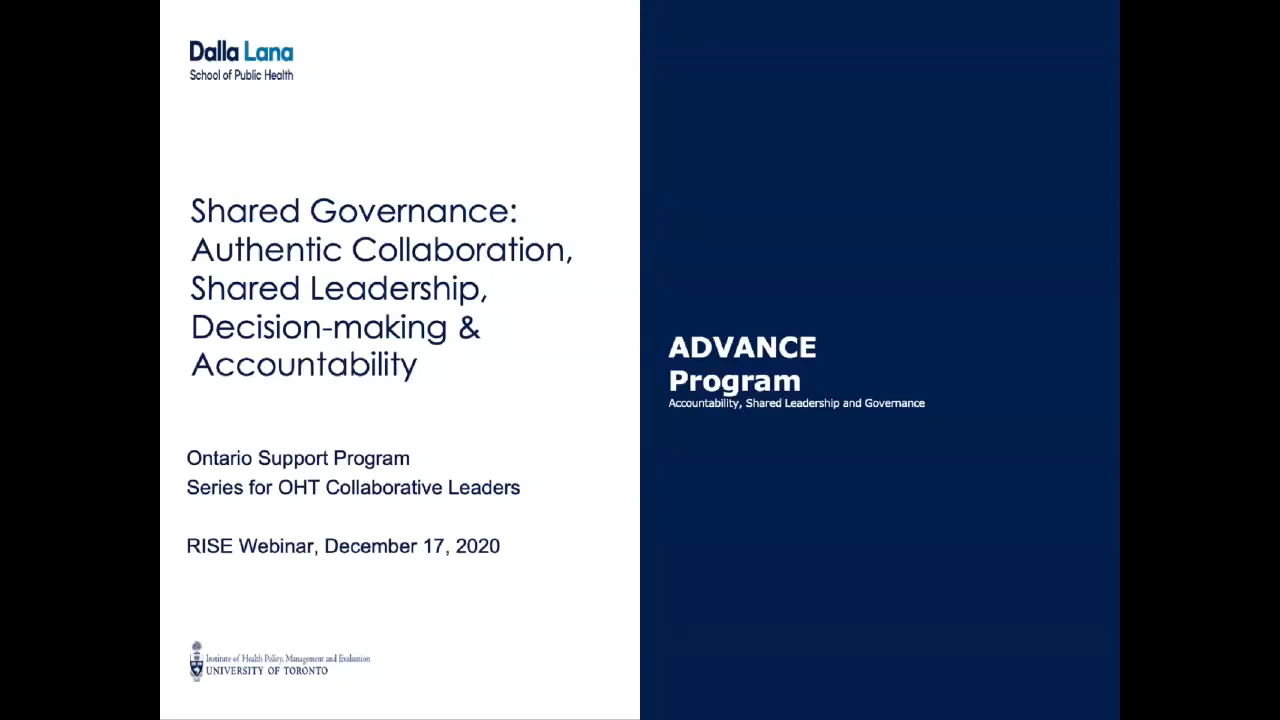 Dalla Lana
School of Public Health
Shared Governance:
Authentic Collaboration,
Shared Leadership,
Decision-making &
Accountability
Ontario Support Program
Series for OHT Collaborative Leaders
RISE Webinar, December 17, 2020
Institute of Health Policy, Management and Evaluation
UNIVERSITY OF TORONTO
ADVANCE
Program
Accountability, Shared Leadership and Governance